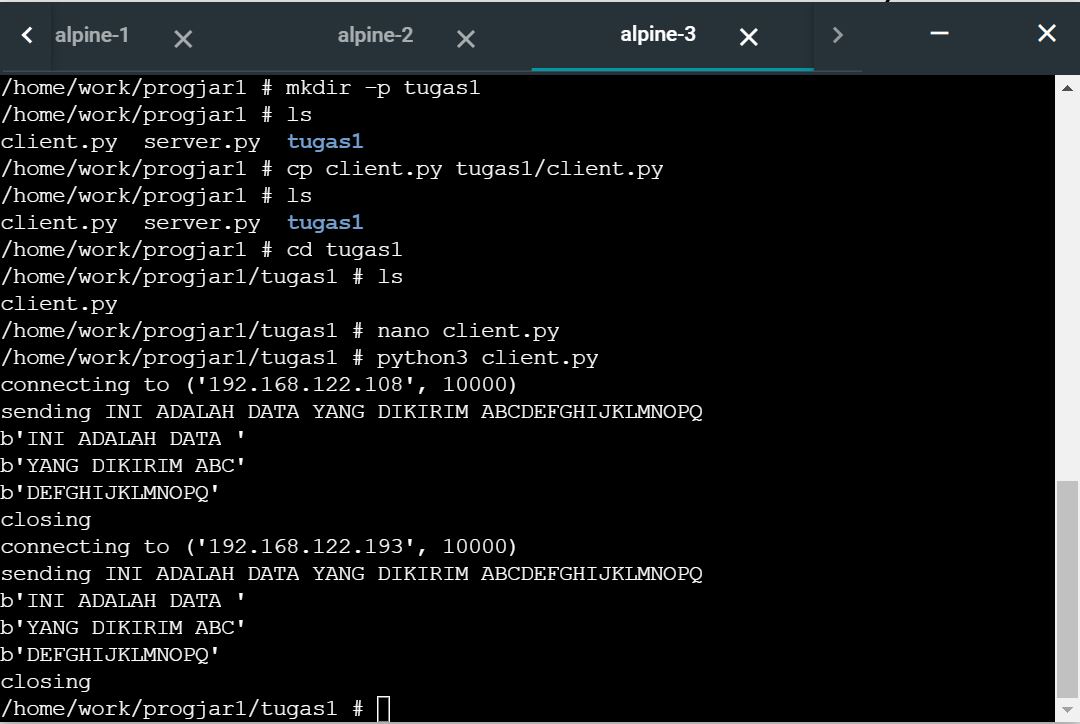 alpine-1 alpine-2 alpine-3
/home/work/progjar1 # mkdir -p tugas1
/home/work/progjar1 # ls
client.py  server.py  tugas1
/home/work/progjar1 # cp client.py tugas1/client.py
/home/work/progjar1 # ls
client.py  server.py  tugas1
/home/work/progjar1 # cd tugas1
/home/work/progjar1/tugas1 # ls
client.py
/home/work/progjar1/tugas1 # nano client.py
/home/work/progjar1/tugas1 # python3 client.py
connecting to ('192.168.122.108', 10000)
sending INI ADALAH DATA YANG DIKIRIM ABCDEFGHIJKLMNOPQ
b'INI ADALAH DATA '
b'YANG DIKIRIM ABC'
b'DEFGHIJKLMNOPQ'
closing
connecting to ('192.168.122.193', 10000)
sending INI ADALAH DATA YANG DIKIRIM ABCDEFGHIJKLMNOPQ
b'INI ADALAH DATA '
b'YANG DIKIRIM ABC'
b'DEFGHIJKLMNOPQ'
closing
/home/work/progjar1/tugas1 #